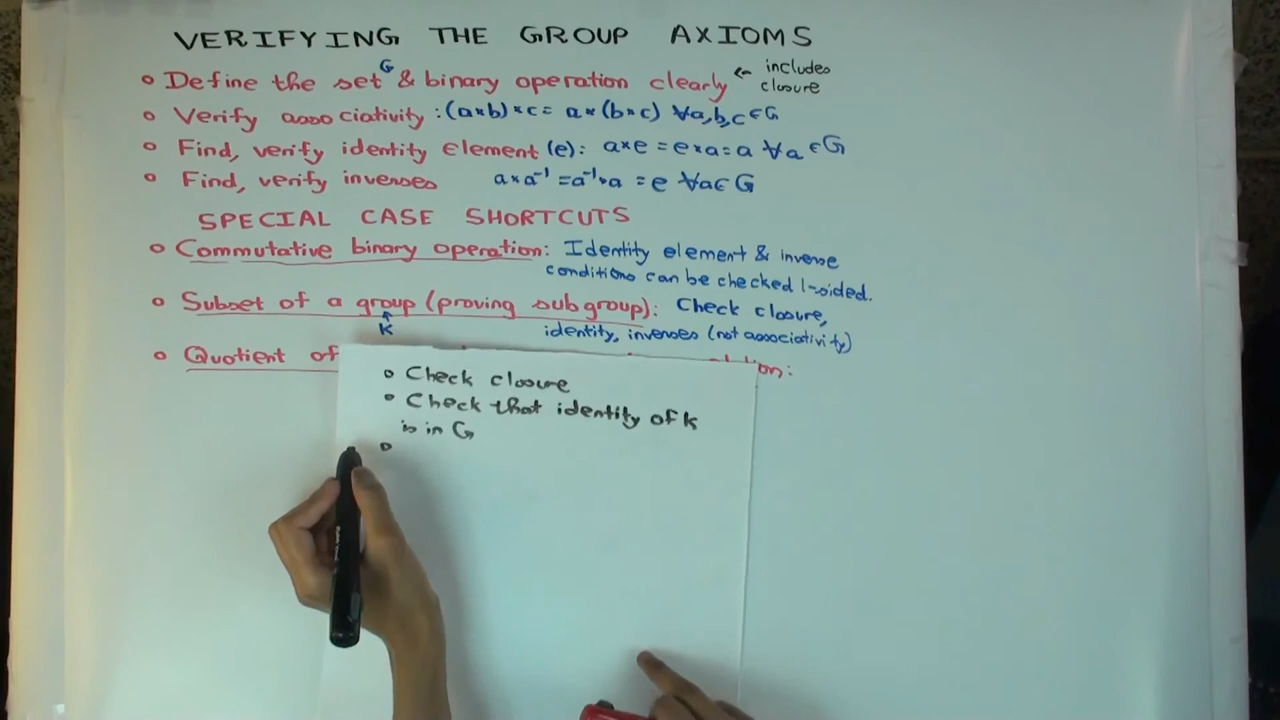 VERIFYING THE GROUP AXIOMS
Define the set G & binary operation clearly ← includes closure
Verify associativity : (a*b)*c = a*(b*c) ∀a,b,c ∈ G
Find, verify identity element (e): a*e = e*a = a ∀a ∈ G
Find, verify inverses a*a⁻¹ = a⁻¹*a = e ∀a ∈ G
SPECIAL CASE SHORTCUTS
Commutative binary operation: Identity element & inverse
conditions can be checked 1-sided.
Subset of a group (proving subgroup): Check closure,
K identity, inverses (not associativity)
Quotient of
Check closure
Check that identity of K
is in G